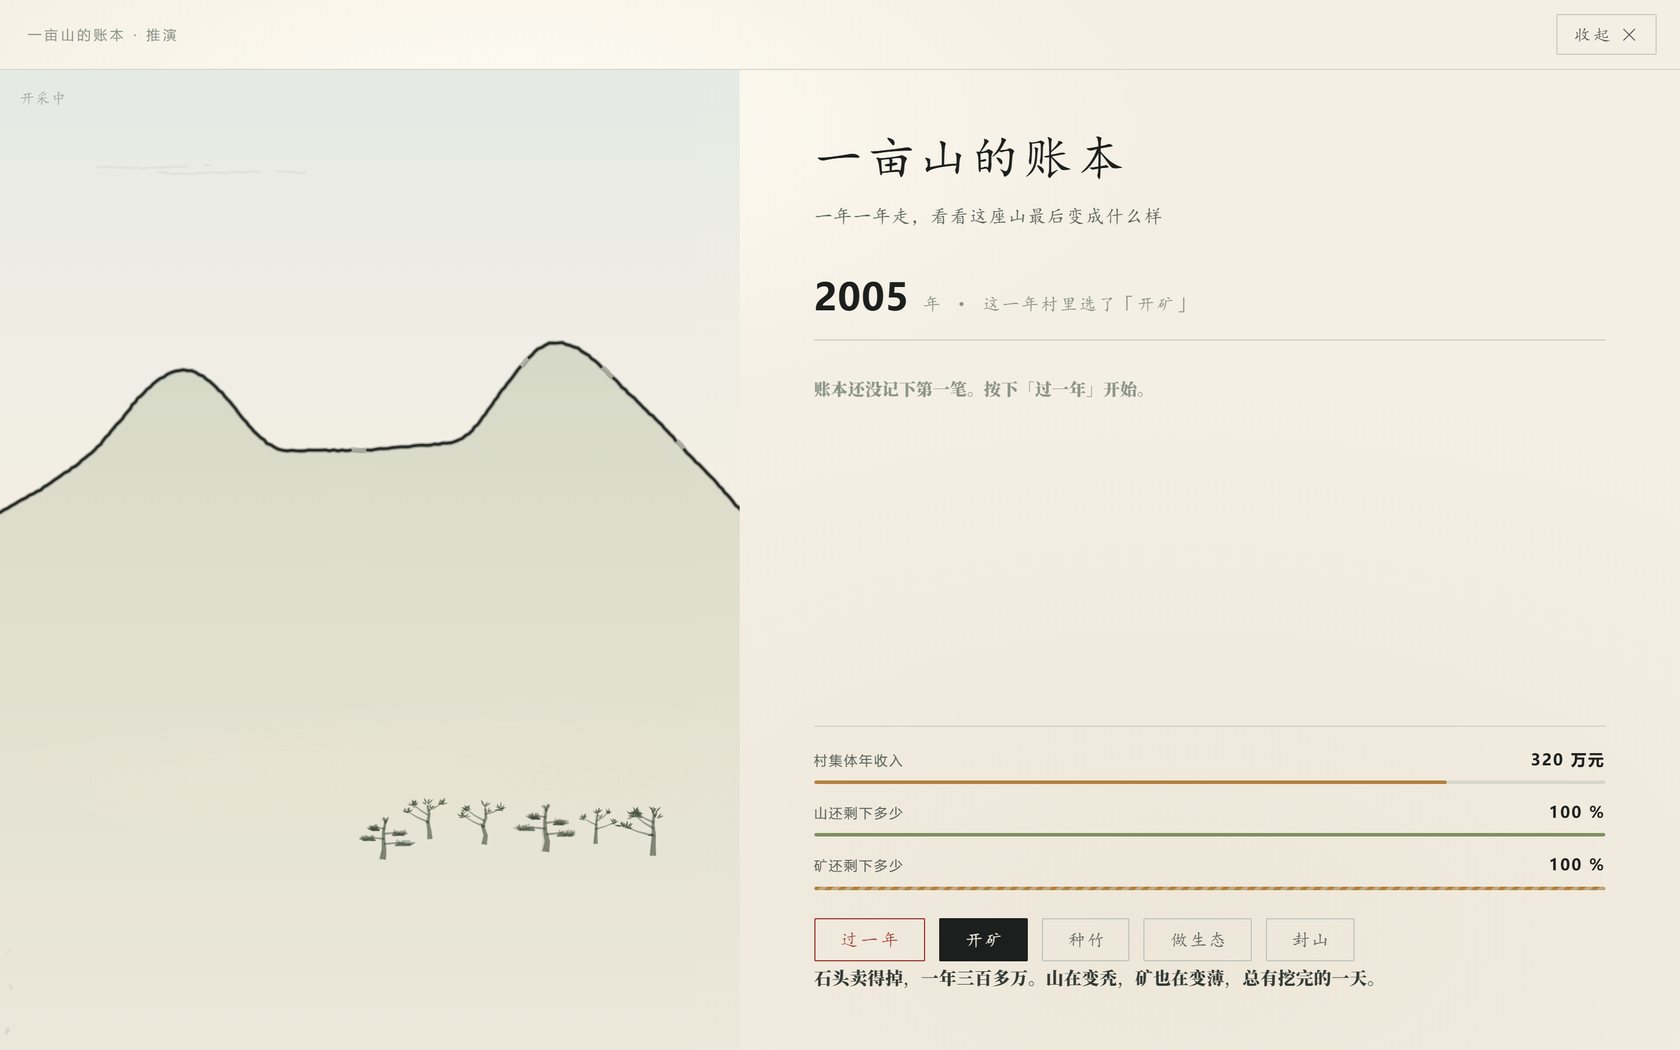 一亩山的账本 · 推演
收起 ×
开采中
一亩山的账本
一年一年走，看看这座山最后变成什么样
2005 年 • 这一年村里选了「开矿」
账本还没记下第一笔。按下「过一年」开始。
村集体年收入 320 万元
山还剩下多少 100 %
矿还剩下多少 100 %
过一年 开矿 种竹 做生态 封山
石头卖得掉，一年三百多万。山在变秃，矿也在变薄，总有挖完的一天。